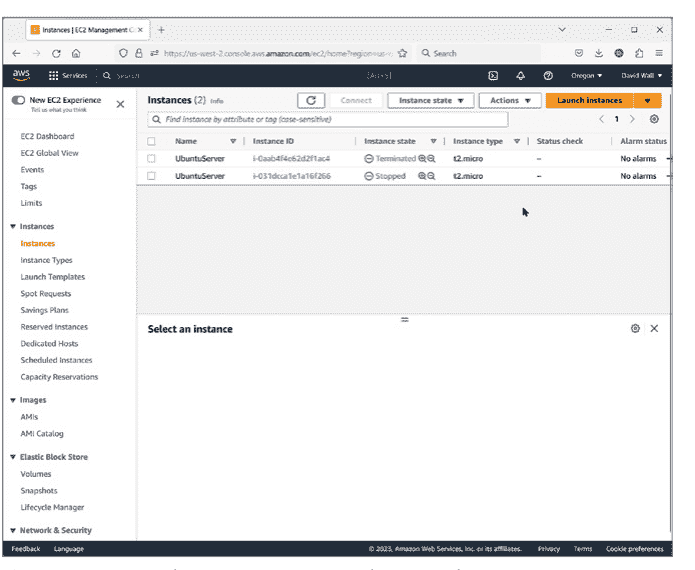 Instances | EC2 Management C
https://us-west-2.console.aws.amazon.com/ec2/home?region=us-
Search
aws
Services
Search
[Alt+S]
Oregon
David Wall
New EC2 Experience
Tell us what you think
EC2 Dashboard
EC2 Global View
Events
Tags
Limits
Instances
Instances
Instance Types
Launch Templates
Spot Requests
Savings Plans
Reserved Instances
Dedicated Hosts
Scheduled Instances
Capacity Reservations
Images
AMIs
AMI Catalog
Elastic Block Store
Volumes
Snapshots
Lifecycle Manager
Network & Security
Instances (2) Info
Connect
Instance state
Actions
Launch instances
Find Instance by attribute or tag (case-sensitive)
1
Name Instance ID Instance state Instance type Status check Alarm status
UbuntuServer i-0aab4f4c62d2f1ac4 Terminated t2.micro – No alarms
UbuntuServer i-031dcca1e1a16f266 Stopped t2.micro – No alarms
Select an instance
Feedback Language © 2023, Amazon Web Services, Inc. or its affiliates. Privacy Terms Cookie preferences